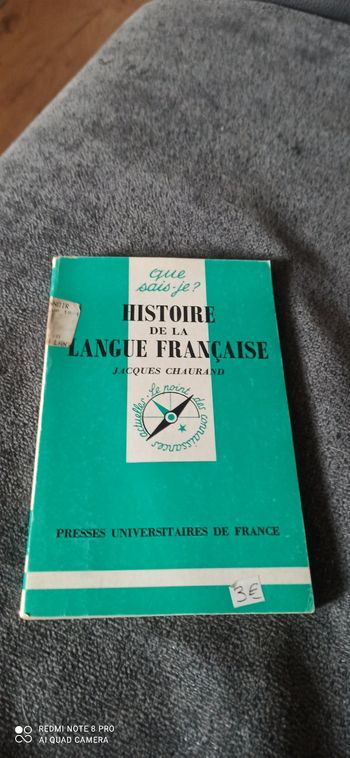 que
sais-je?
HISTOIRE
DE LA
LANGUE FRANÇAISE
JACQUES CHAURAND
Le point des connaissances actuelles
PRESSES UNIVERSITAIRES DE FRANCE
3€
REDMI NOTE 8 PRO
AI QUAD CAMERA